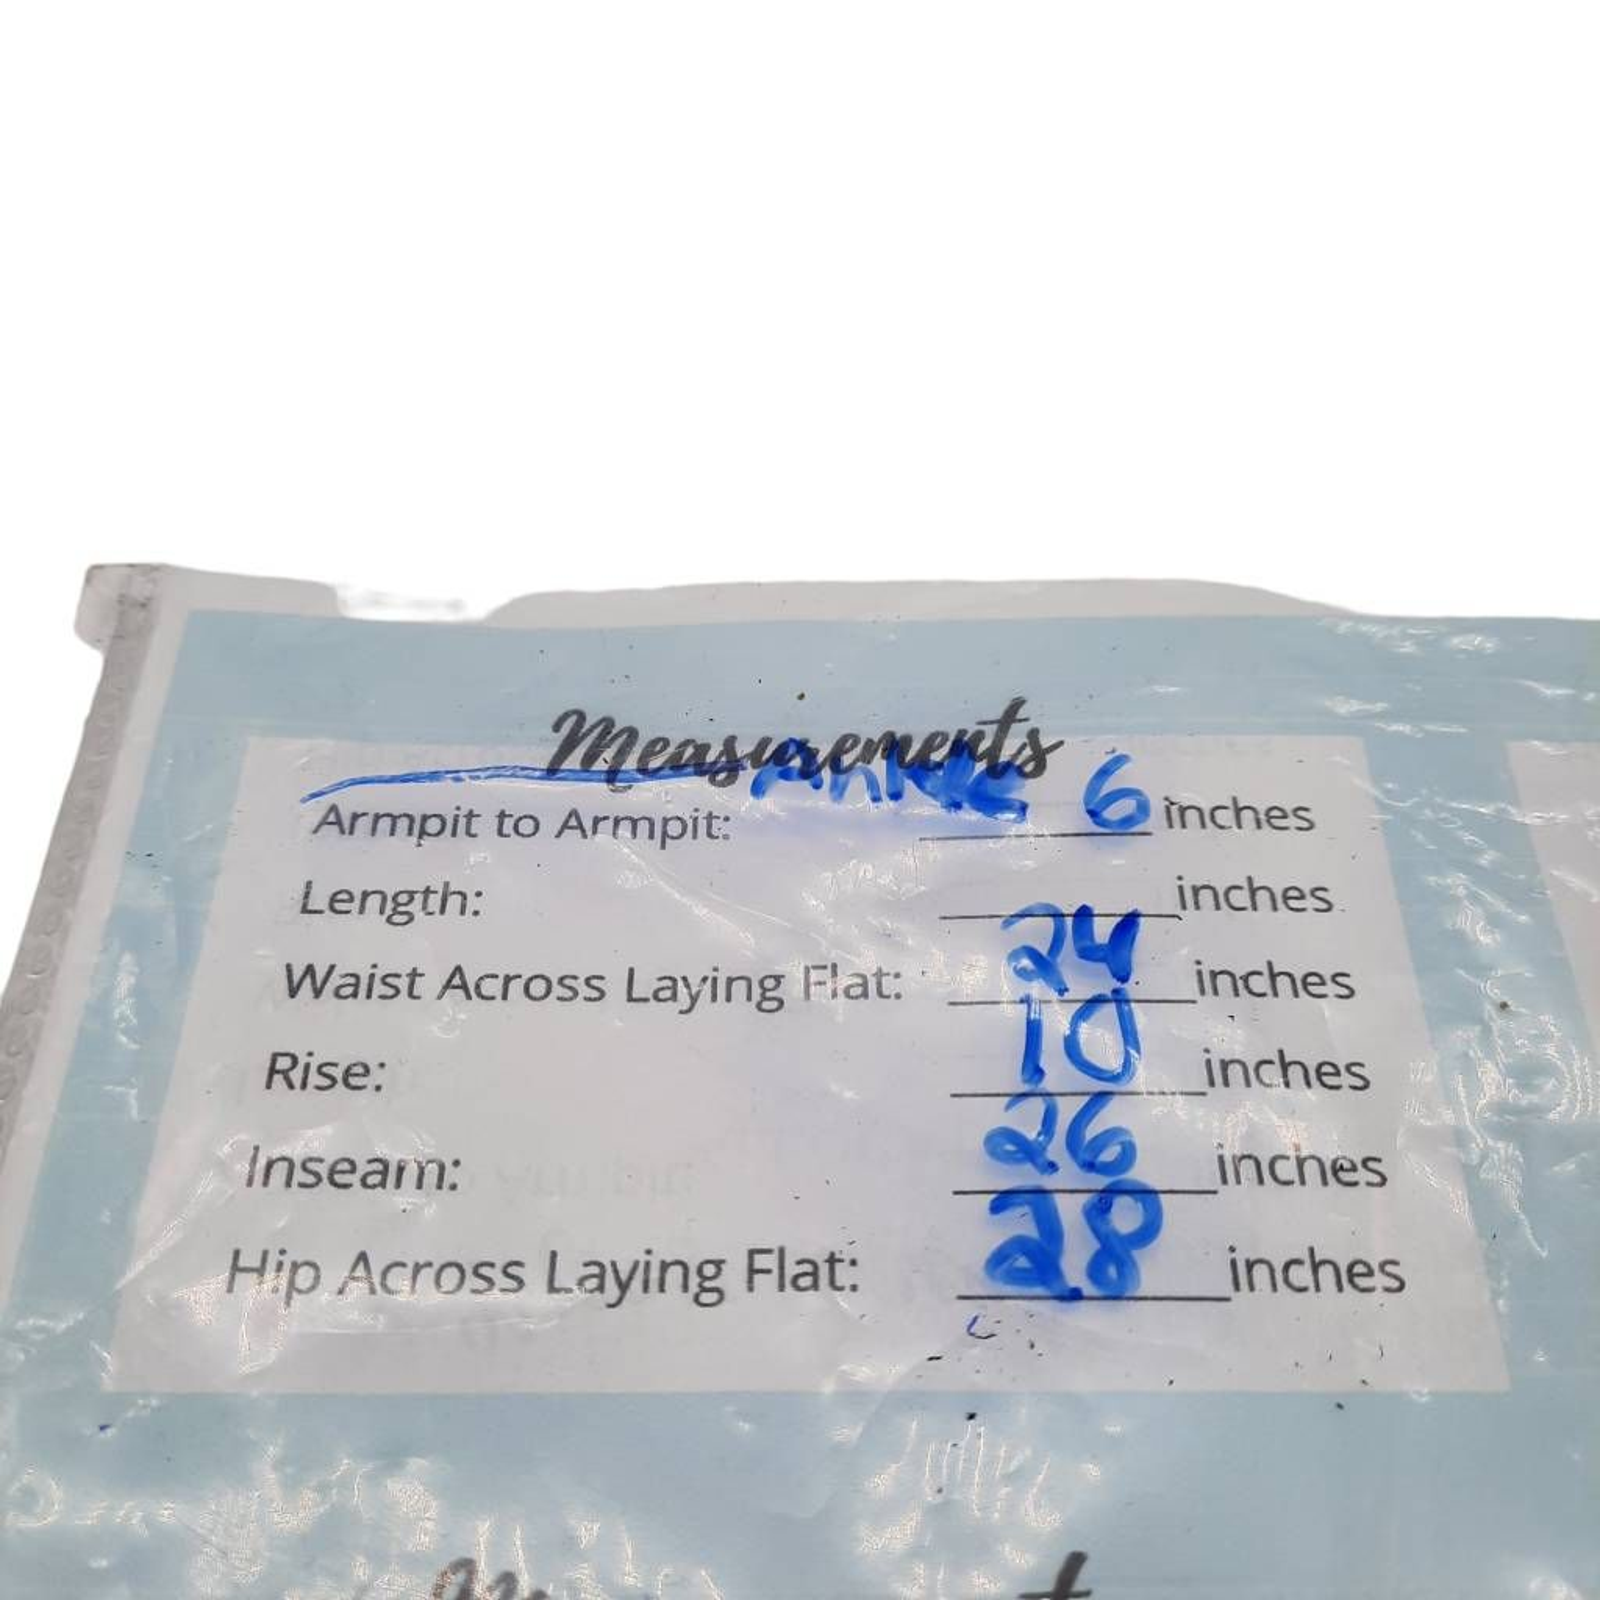 Measurements
Armpit to Armpit: Ankle 6 inches
Length: inches
Waist Across Laying Flat: 24 inches
Rise: 10 inches
Inseam: 26 inches
Hip Across Laying Flat: 28 inches